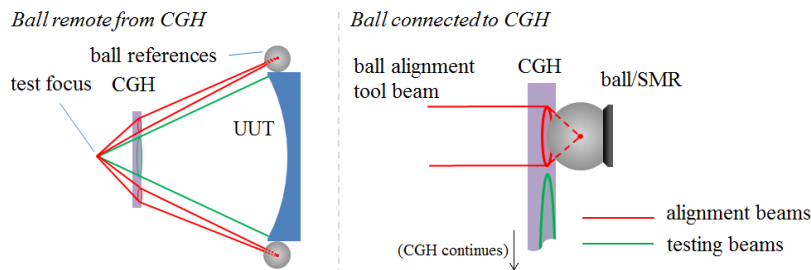 Ball remote from CGH
ball references
test focus
CGH
UUT
Ball connected to CGH
ball alignment
tool beam
CGH
ball/SMR
(CGH continues)
alignment beams
testing beams